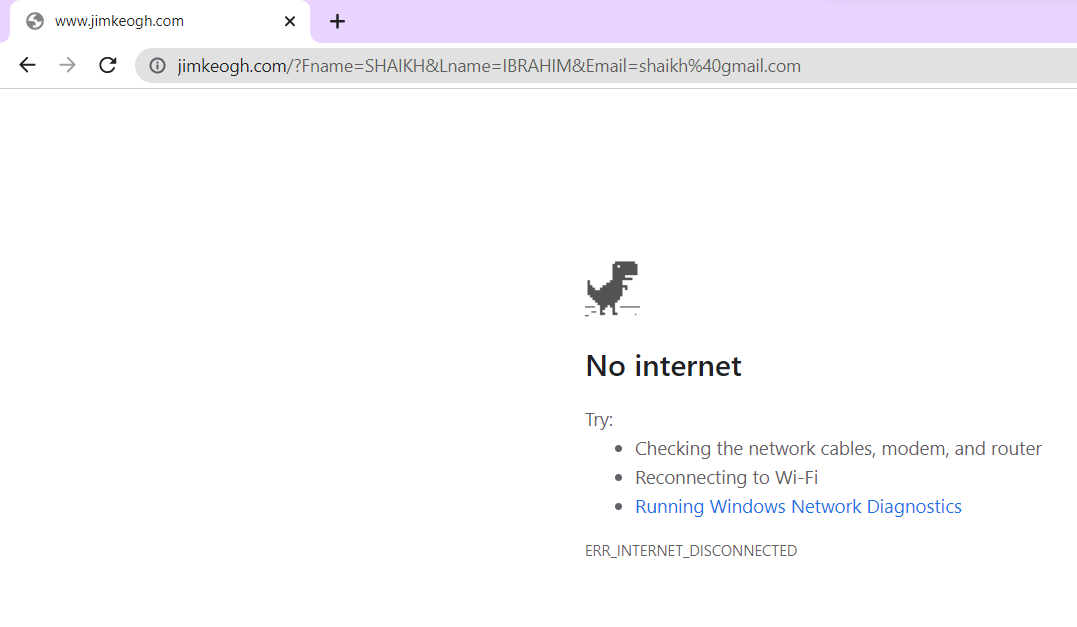 www.jimkeogh.com
jimkeogh.com/?Fname=SHAIKH&Lname=IBRAHIM&Email=shaikh%40gmail.com
No internet
Try:
Checking the network cables, modem, and router
Reconnecting to Wi-Fi
Running Windows Network Diagnostics
ERR_INTERNET_DISCONNECTED